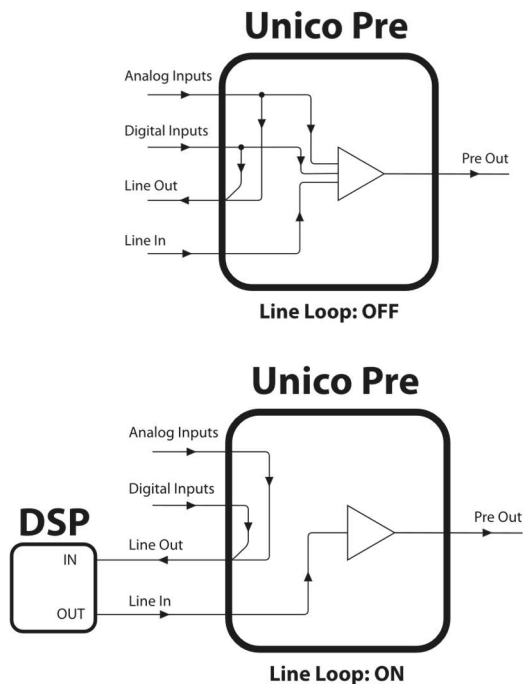 Unico Pre
Analog Inputs
Digital Inputs
Line Out
Line In
Pre Out
Line Loop: OFF
Unico Pre
Analog Inputs
Digital Inputs
DSP
Line Out
IN
Line In
OUT
Pre Out
Line Loop: ON